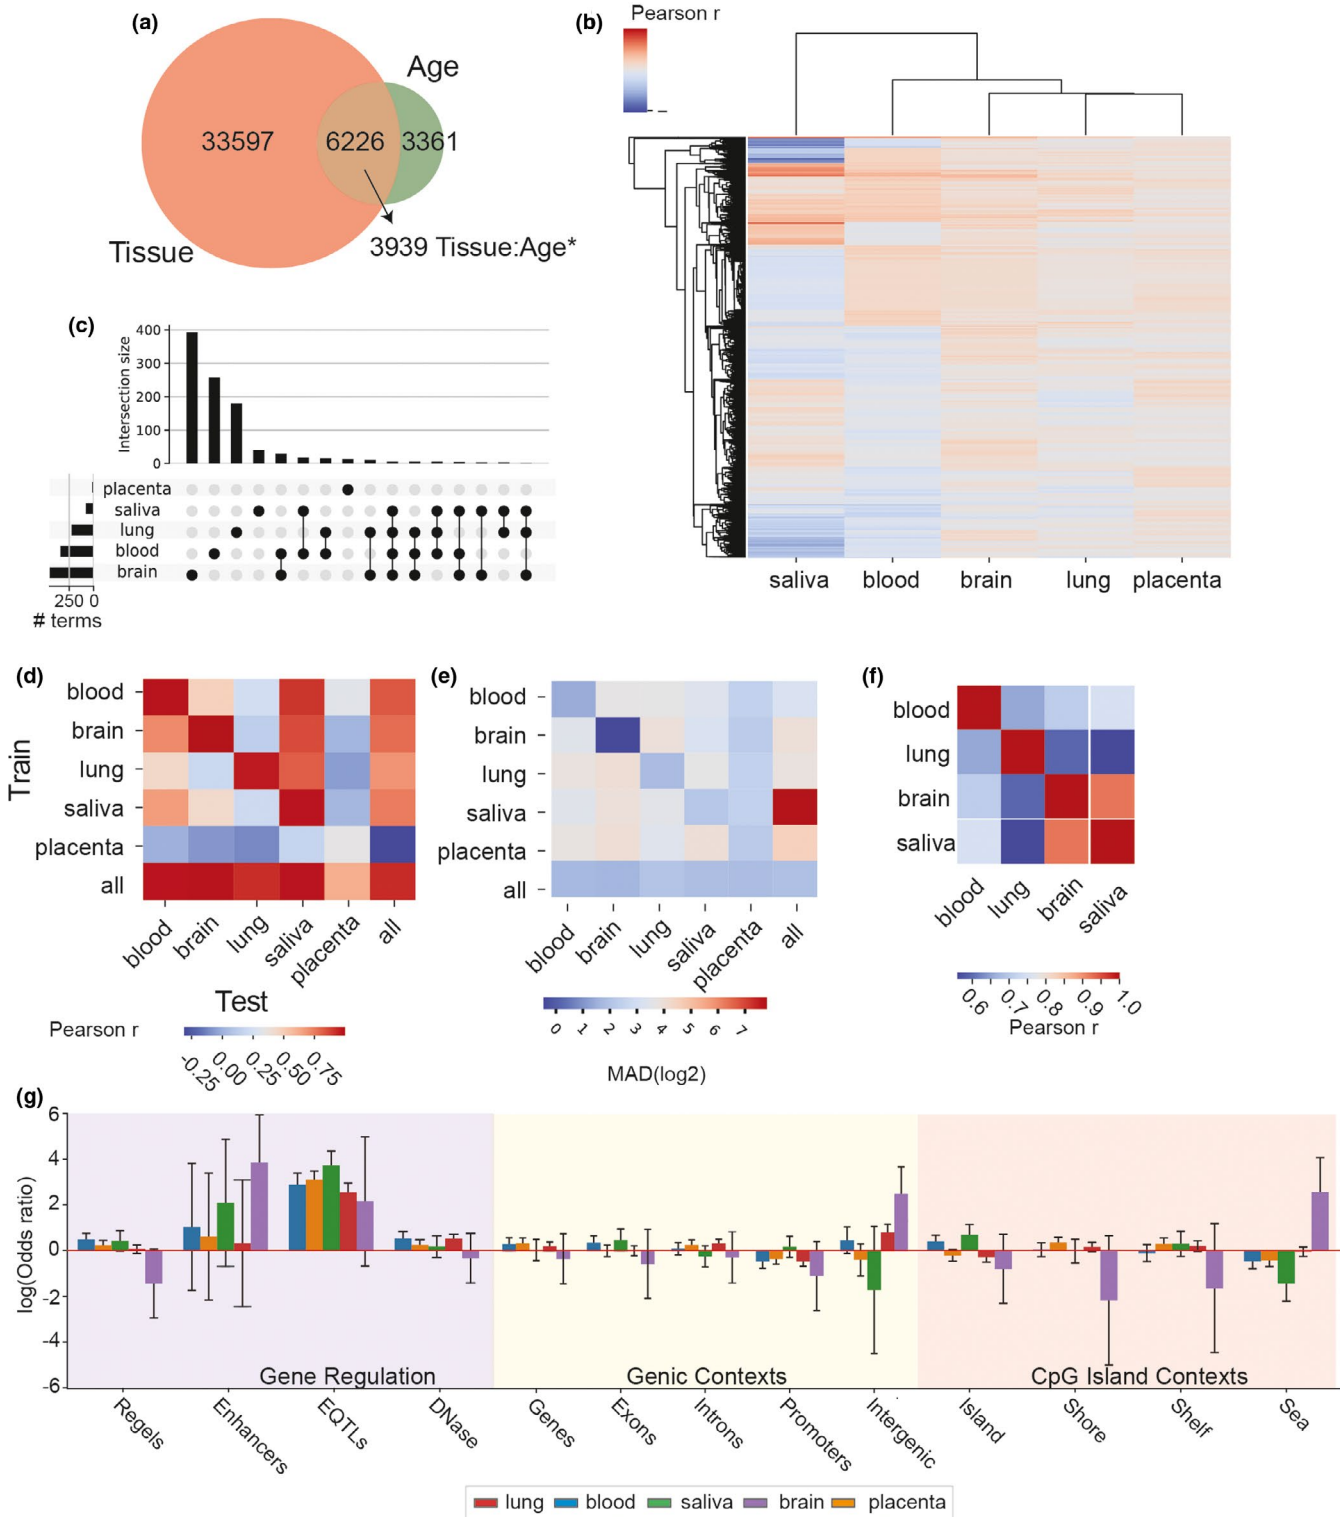 (a)
Age
33597
6226
3361
3939 Tissue:Age*
Tissue
(b)
Pearson r
saliva blood brain lung placenta
(c)
Intersection size
400
300
200
100
0
placenta
saliva
lung
blood
brain
250 0
# terms
(d)
Train
blood
brain
lung
saliva
placenta
all
blood brain lung saliva placenta all
Test
Pearson r
-0.25 0.00 0.25 0.50 0.75
(e)
blood
brain
lung
saliva
placenta
all
blood brain lung saliva placenta all
0 1 2 3 4 5 6 7
MAD(log2)
(f)
blood
lung
brain
saliva
blood lung brain saliva
0.6 0.7 0.8 0.9 1.0
Pearson r
(g)
log(Odds ratio)
6
4
2
0
-2
-4
-6
Gene Regulation Genic Contexts CpG Island Contexts
Regels Enhancers EQTLs DNase Genes Exons Introns Promoters Intergenic Island Shore Shelf Sea
lung blood saliva brain placenta